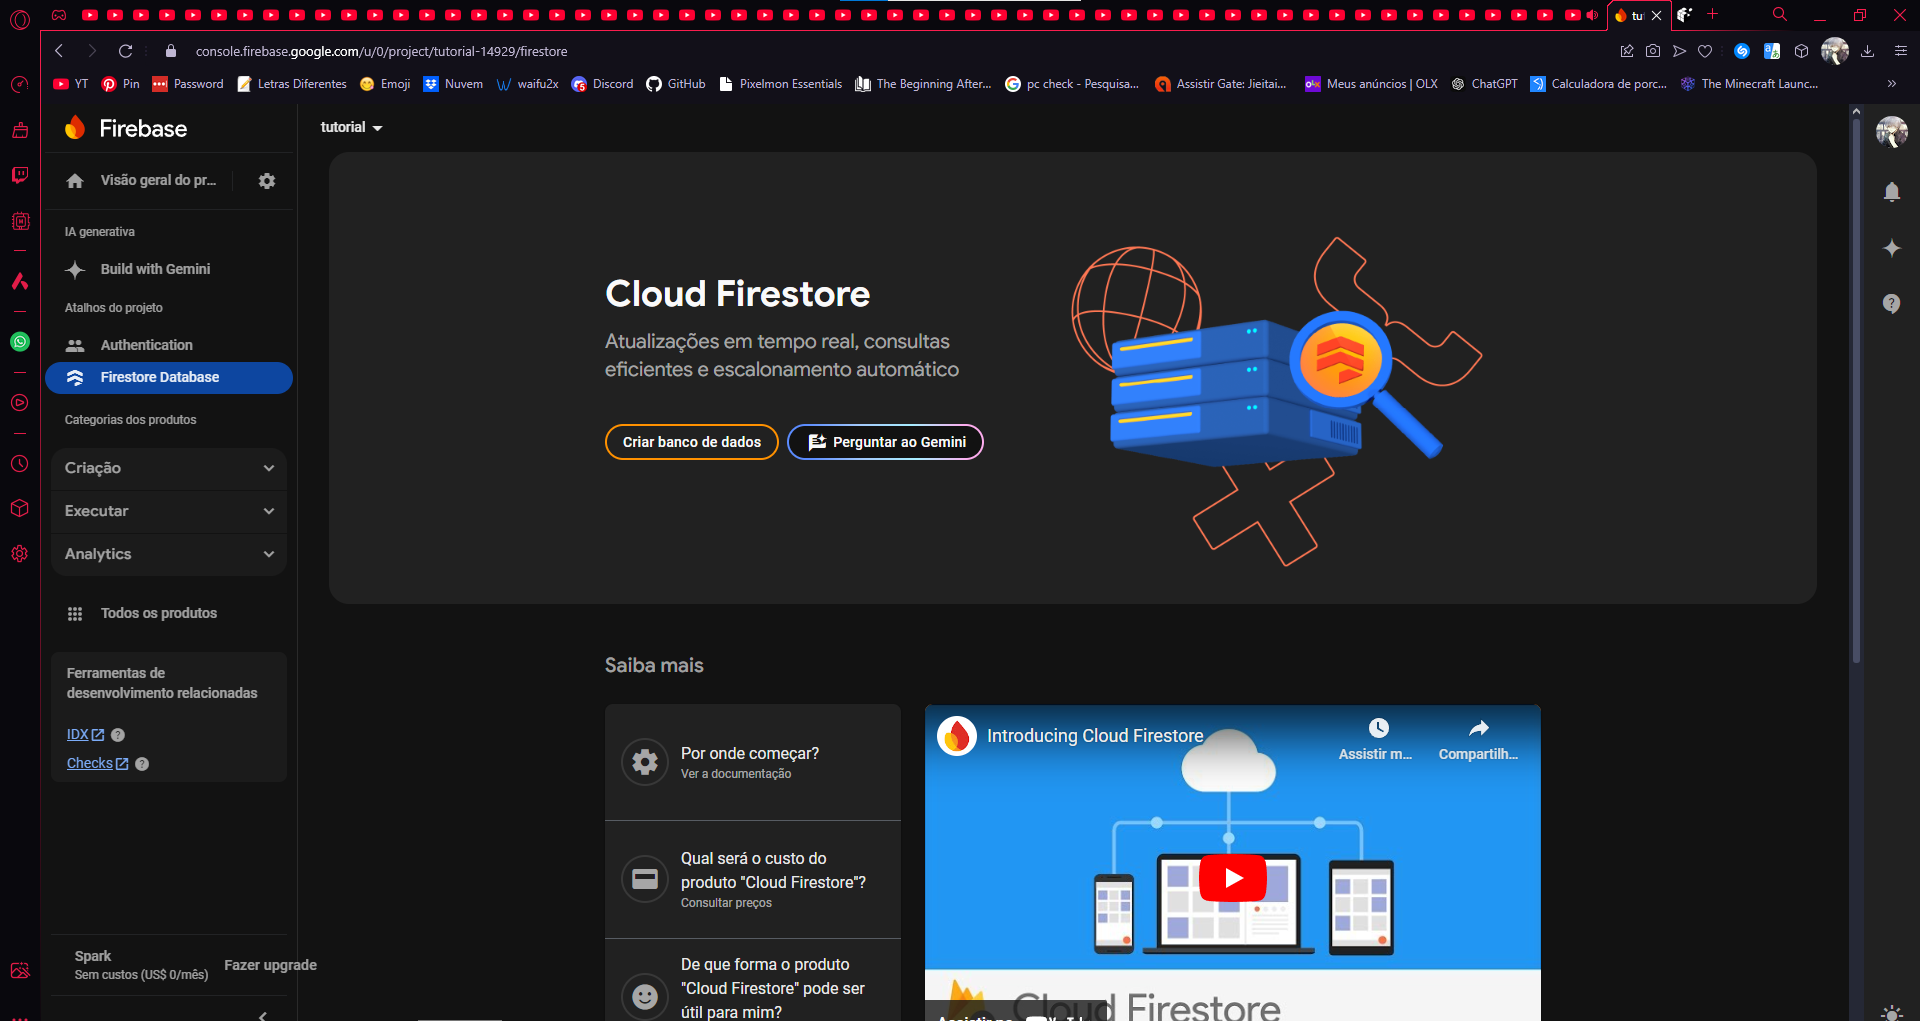 tu
console.firebase.google.com/u/0/project/tutorial-14929/firestore
YT
Pin
Password
Letras Diferentes
Emoji
Nuvem
waifu2x
Discord
GitHub
Pixelmon Essentials
The Beginning After...
pc check - Pesquisa...
Assistir Gate: Jieitai...
Meus anúncios | OLX
ChatGPT
Calculadora de porc...
The Minecraft Launc...
Firebase
Visão geral do pr...
IA generativa
Build with Gemini
Atalhos do projeto
Authentication
Firestore Database
Categorias dos produtos
Criação
Executar
Analytics
Todos os produtos
Ferramentas de
desenvolvimento relacionadas
IDX
Checks
Spark
Sem custos (US$ 0/mês)
Fazer upgrade
tutorial
Cloud Firestore
Atualizações em tempo real, consultas
eficientes e escalonamento automático
Criar banco de dados
Perguntar ao Gemini
Saiba mais
Por onde começar?
Ver a documentação
Qual será o custo do
produto "Cloud Firestore"?
Consultar preços
De que forma o produto
"Cloud Firestore" pode ser
útil para mim?
Introducing Cloud Firestore
Assistir m...
Compartilh...
Cloud Firestore